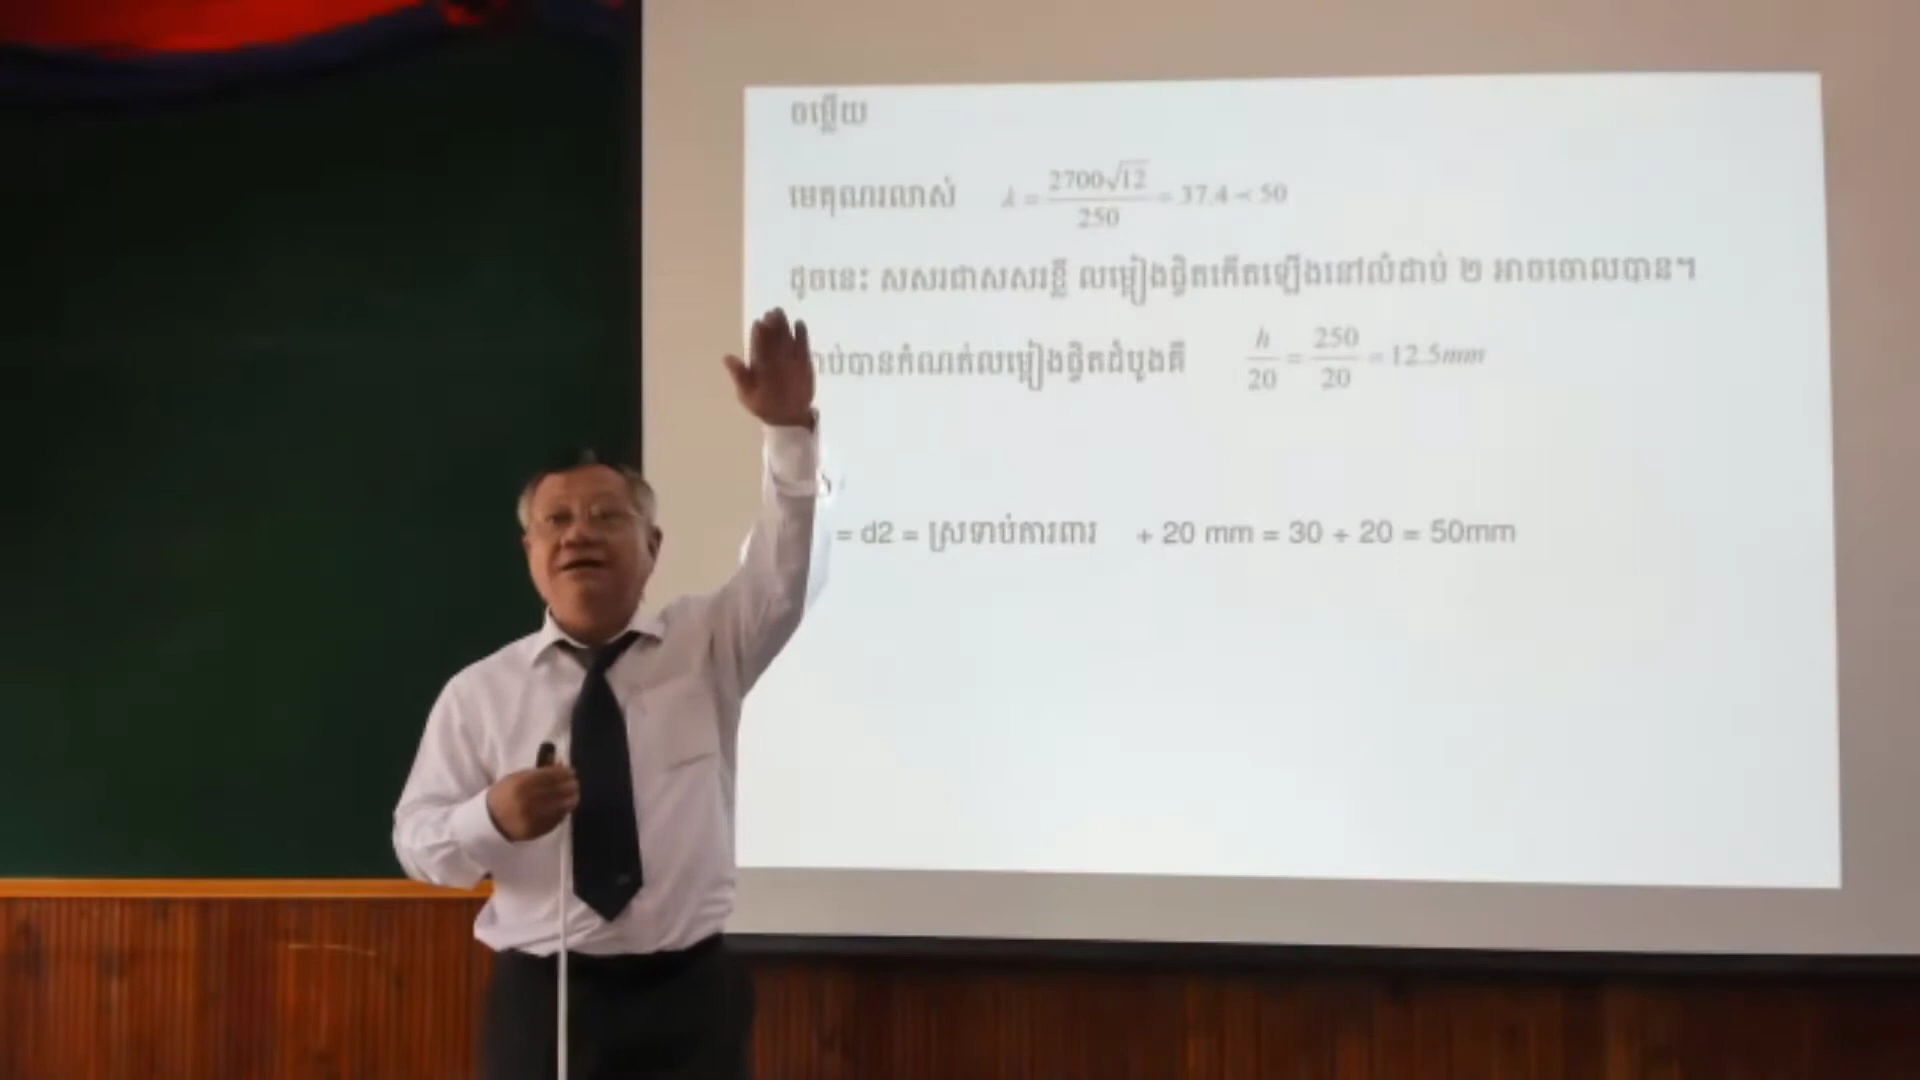 ចម្លើយ
មេគុណរលាស់ λ = 2700√12 / 250 = 37.4 < 50
ដូចនេះ សសរជាសសរខ្លី លម្អៀងផ្ចិតកើតឡើងនៅលំដាប់ ២ អាចចោលបាន។
បានកំណត់លម្អៀងផ្ចិតដំបូងគឺ h/20 = 250/20 = 12.5mm
= d2 = ស្រទាប់ការពារ + 20 mm = 30 + 20 = 50mm